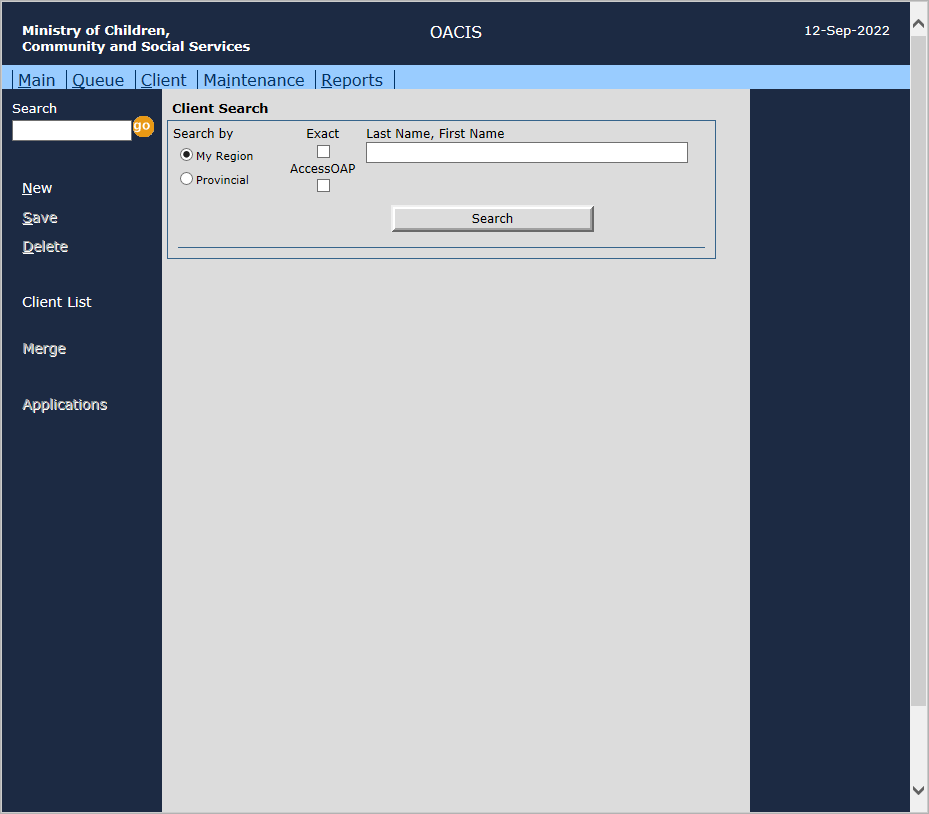 Ministry of Children,
Community and Social Services
OACIS
12-Sep-2022
Main
Queue
Client
Maintenance
Reports
Search
go
New
Save
Delete
Client List
Merge
Applications
Client Search
Search by
Exact
Last Name, First Name
My Region
AccessOAP
Provincial
Search